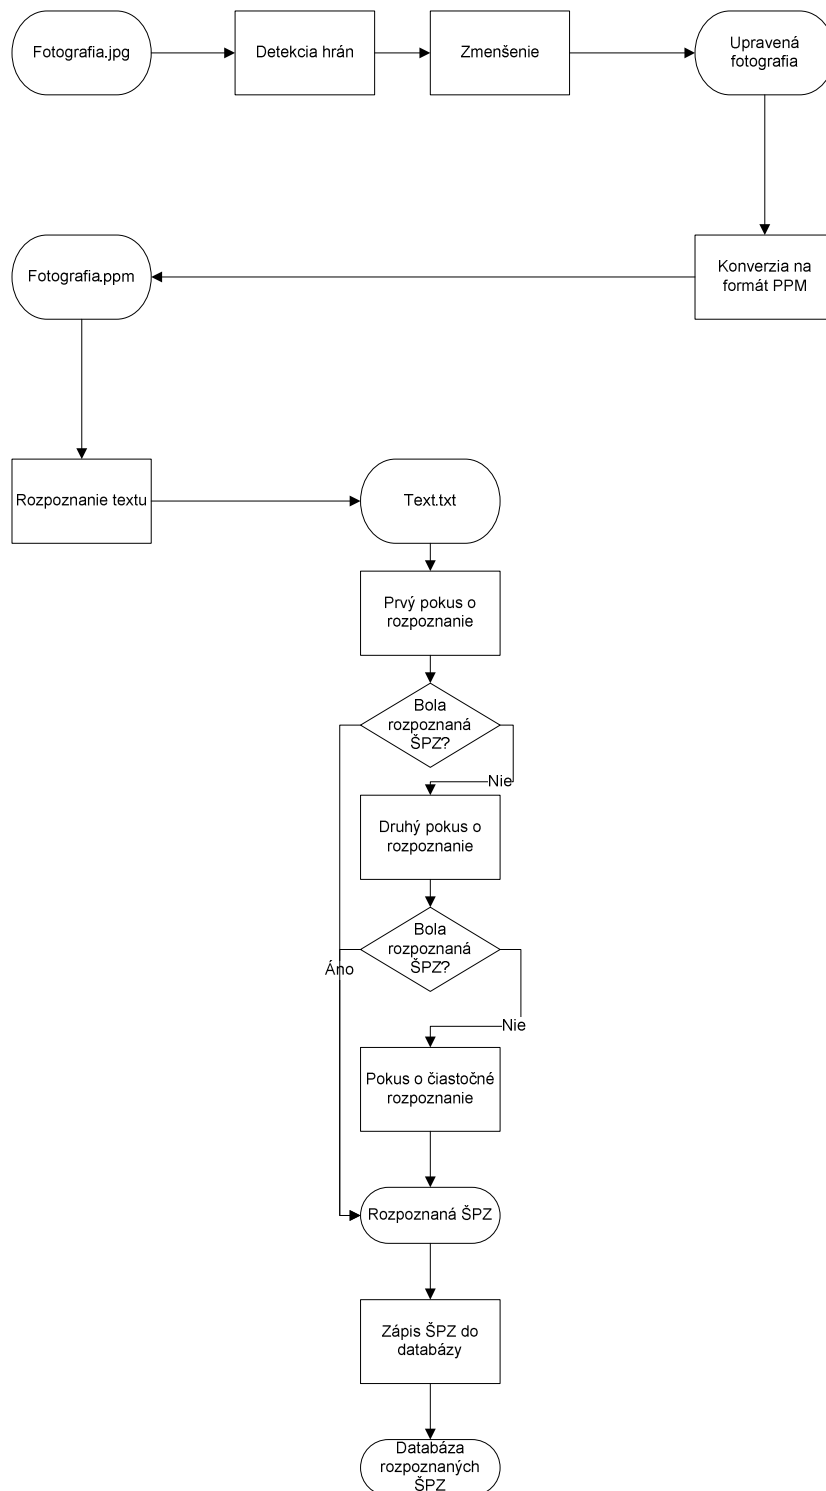 Fotografia.jpg
Detekcia hrán
Zmenšenie
Upravená
fotografia
Konverzia na
formát PPM
Fotografia.ppm
Rozpoznanie textu
Text.txt
Prvý pokus o
rozpoznanie
Bola
rozpoznaná
ŠPZ?
Nie
Druhý pokus o
rozpoznanie
Bola
rozpoznaná
ŠPZ?
Áno
Nie
Pokus o čiastočné
rozpoznanie
Rozpoznaná ŠPZ
Zápis ŠPZ do
databázy
Databáza
rozpoznaných
ŠPZ